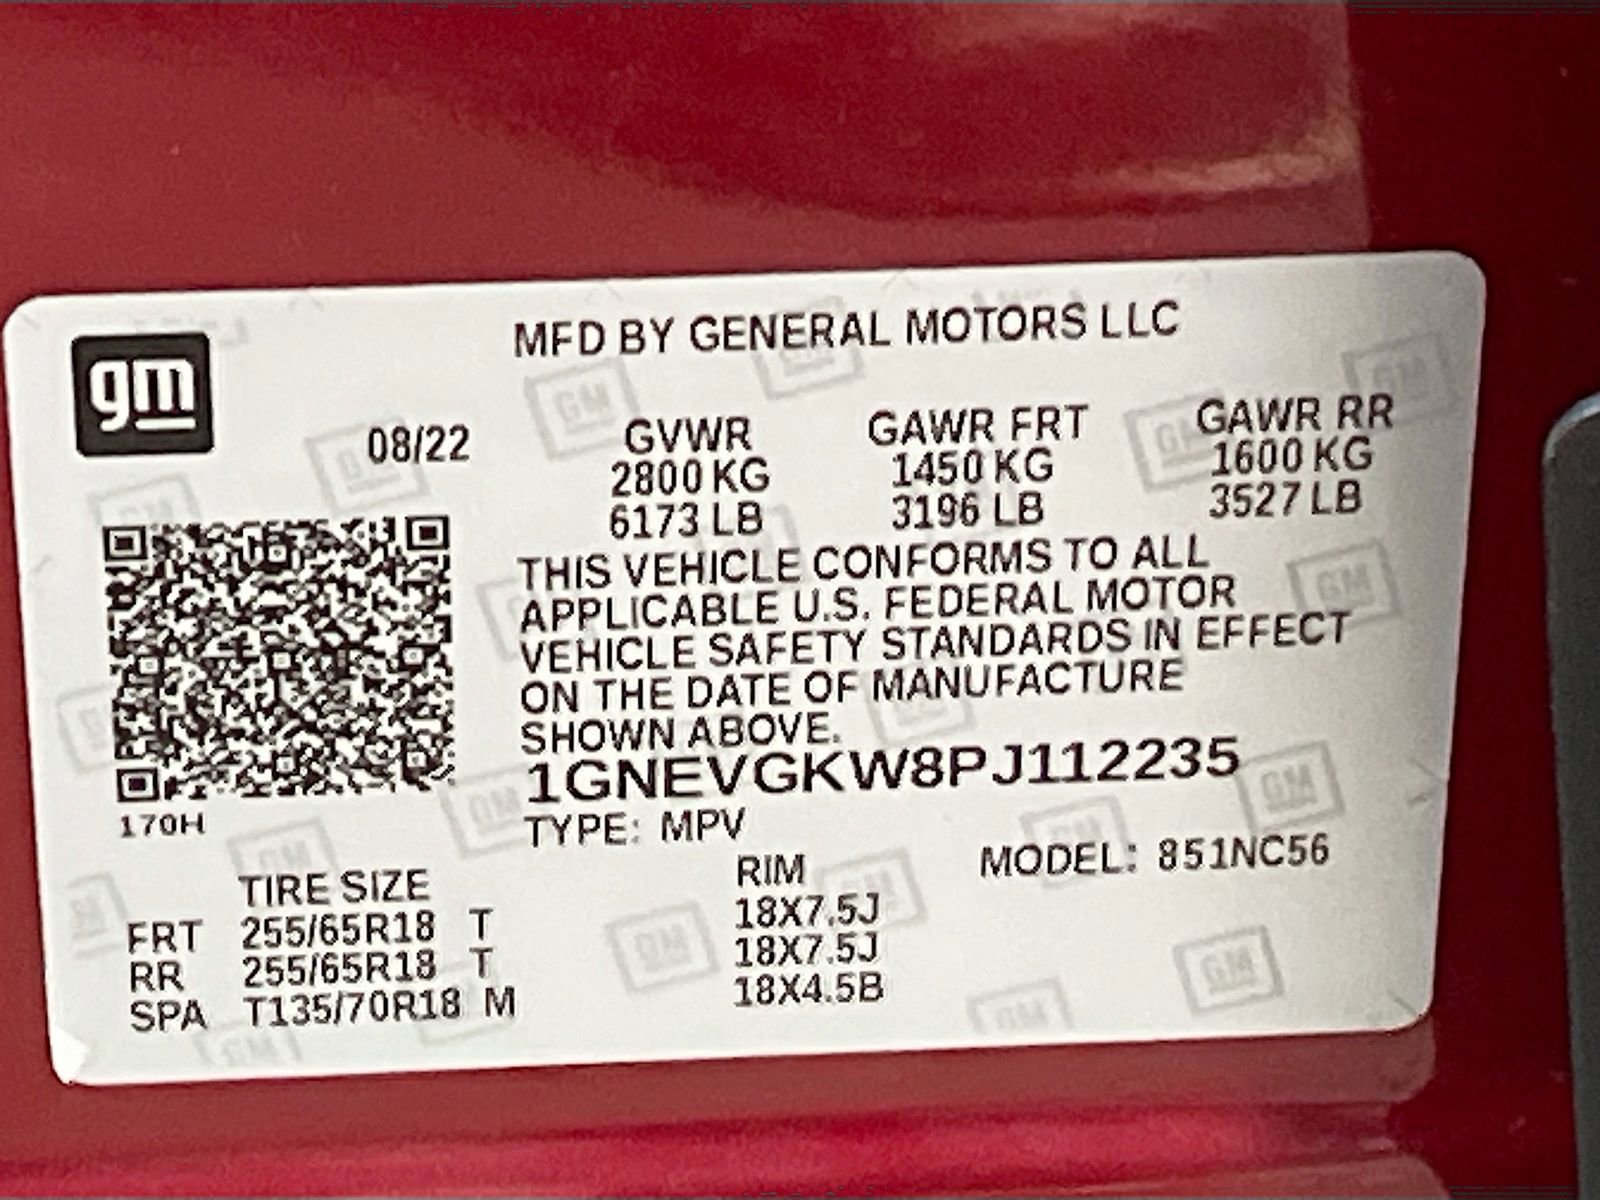 gm
MFD BY GENERAL MOTORS LLC
08/22 GVWR GAWR FRT GAWR RR
2800 KG 1450 KG 1600 KG
6173 LB 3196 LB 3527 LB
THIS VEHICLE CONFORMS TO ALL
APPLICABLE U.S. FEDERAL MOTOR
VEHICLE SAFETY STANDARDS IN EFFECT
ON THE DATE OF MANUFACTURE
SHOWN ABOVE.
1GNEVGKW8PJ112235
170H
TYPE: MPV
MODEL: 851NC56
TIRE SIZE RIM
FRT 255/65R18 T 18X7.5J
RR 255/65R18 T 18X7.5J
SPA T135/70R18 M 18X4.5B